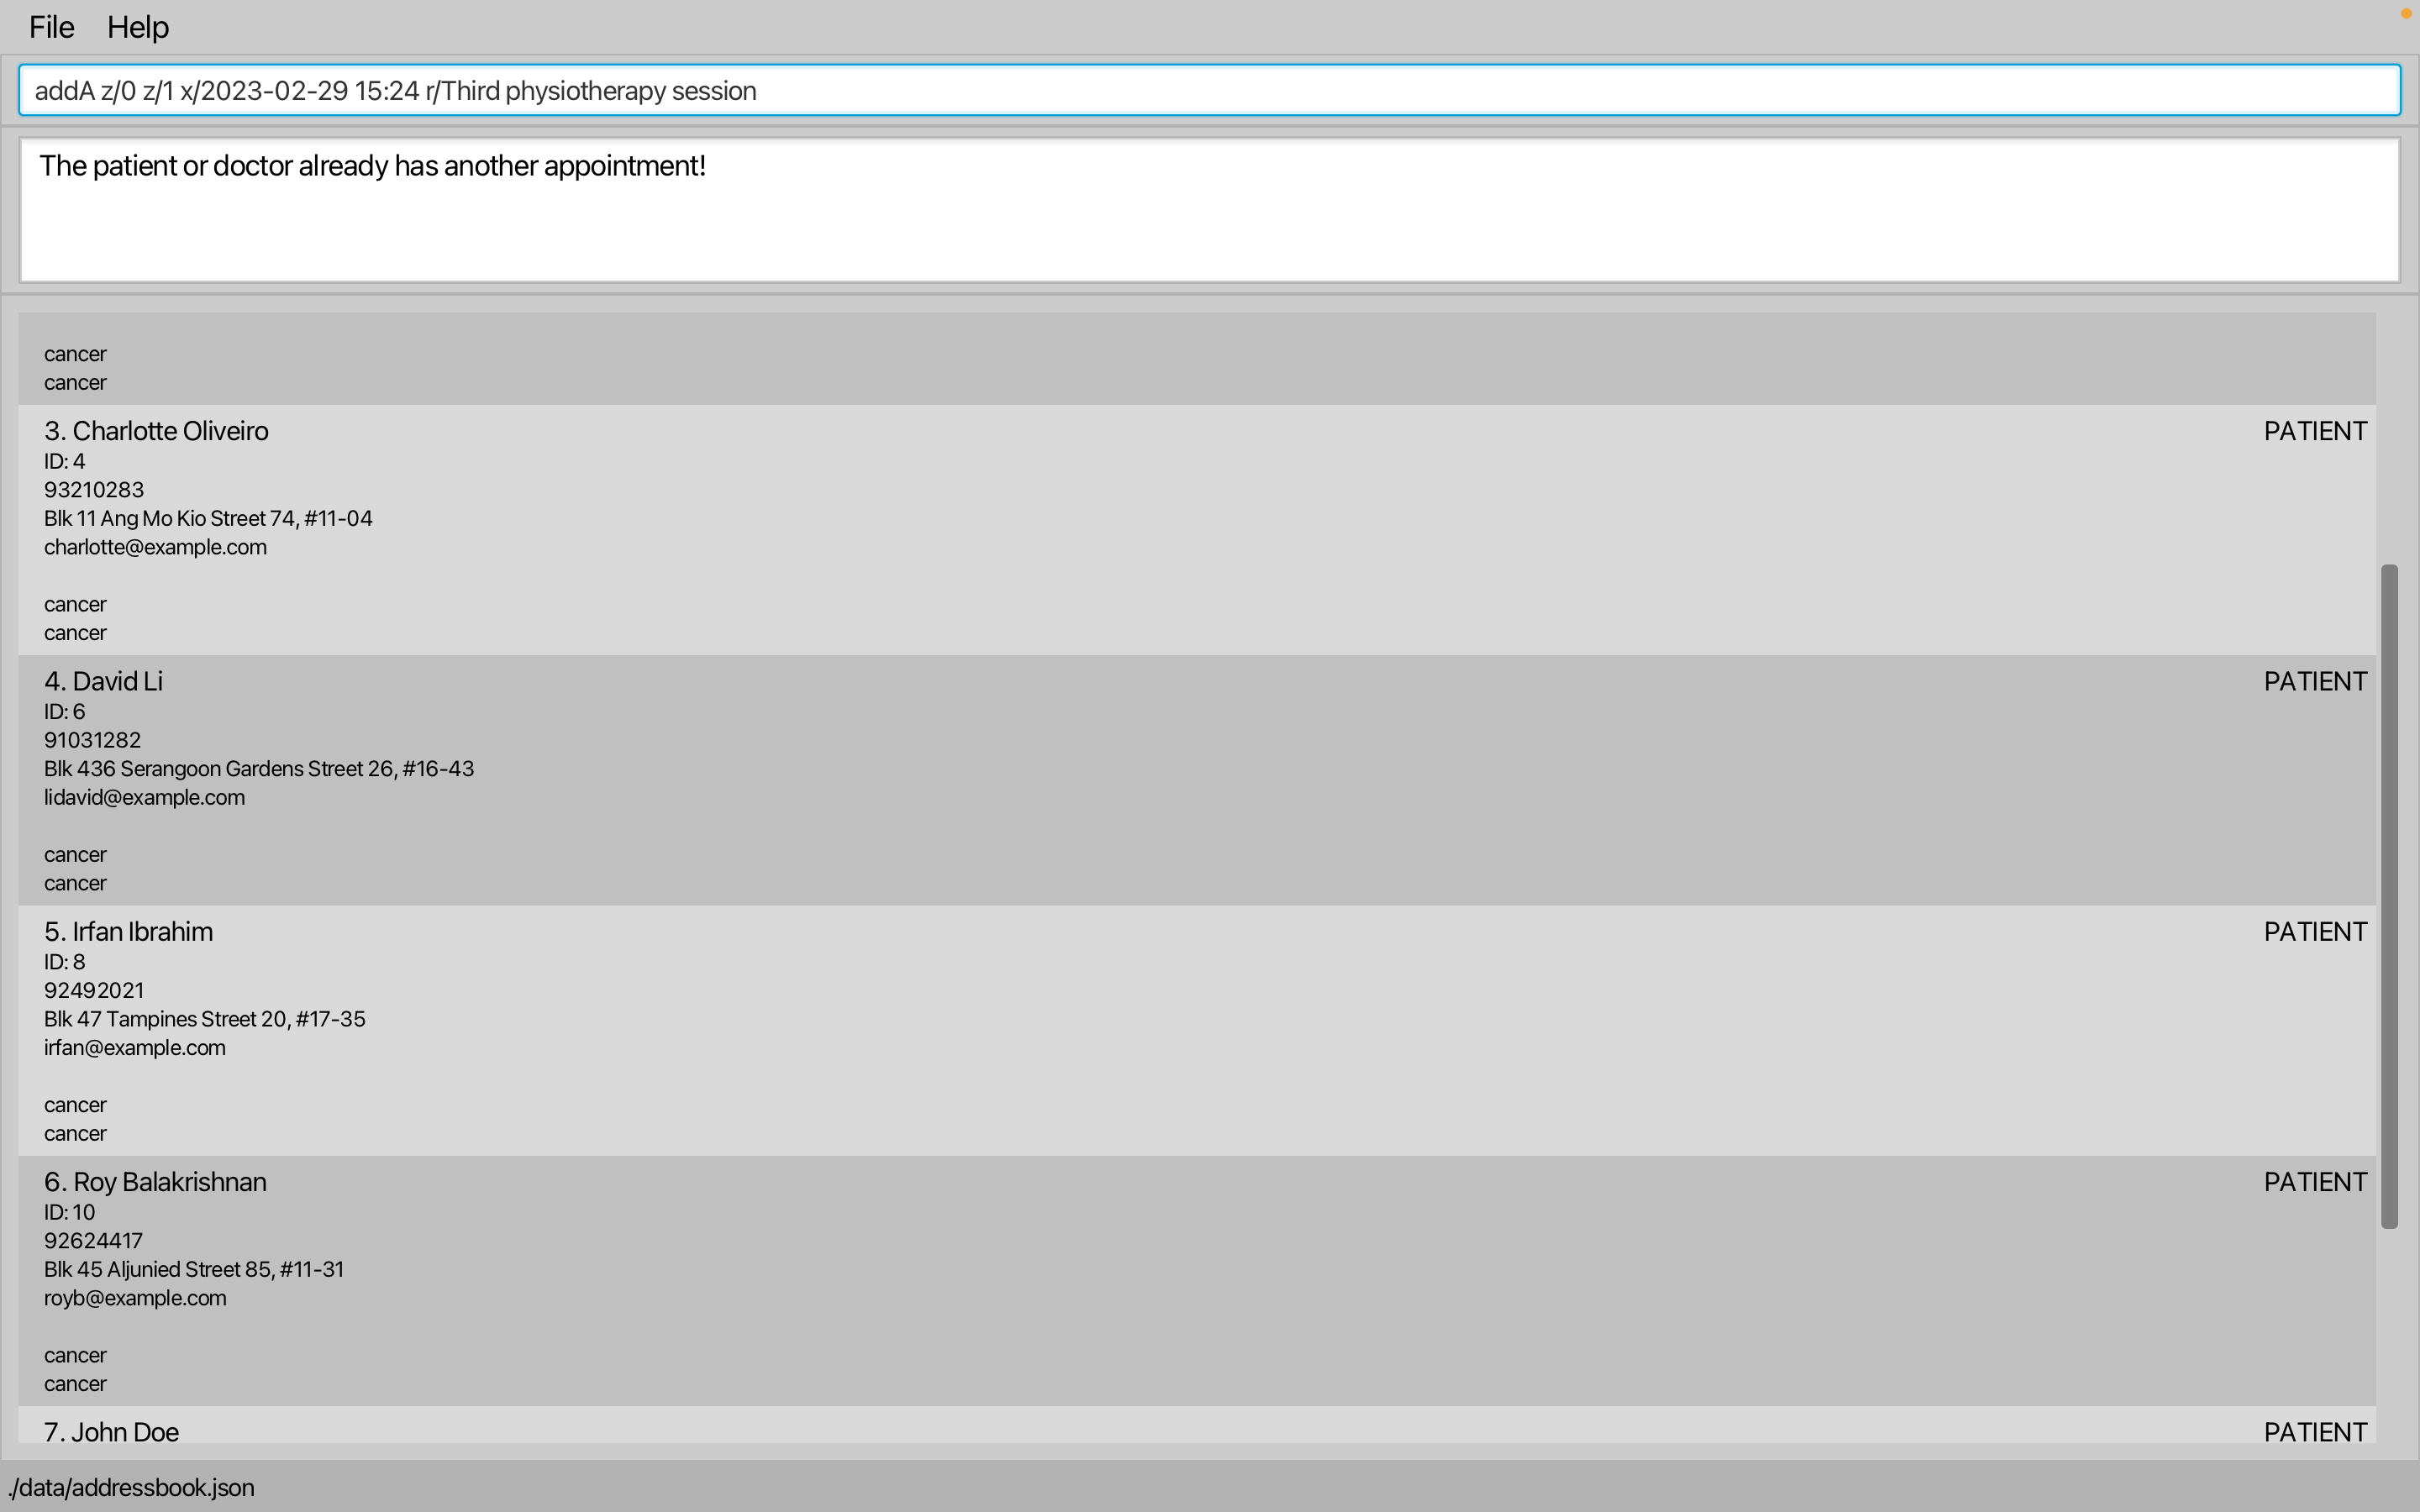 File Help
addA z/0 z/1 x/2023-02-29 15:24 r/Third physiotherapy session
The patient or doctor already has another appointment!
cancer
cancer
3. Charlotte Oliveiro PATIENT
ID: 4
93210283
Blk 11 Ang Mo Kio Street 74, #11-04
charlotte@example.com
cancer
cancer
4. David Li PATIENT
ID: 6
91031282
Blk 436 Serangoon Gardens Street 26, #16-43
lidavid@example.com
cancer
cancer
5. Irfan Ibrahim PATIENT
ID: 8
92492021
Blk 47 Tampines Street 20, #17-35
irfan@example.com
cancer
cancer
6. Roy Balakrishnan PATIENT
ID: 10
92624417
Blk 45 Aljunied Street 85, #11-31
royb@example.com
cancer
cancer
7. John Doe PATIENT
./data/addressbook.json